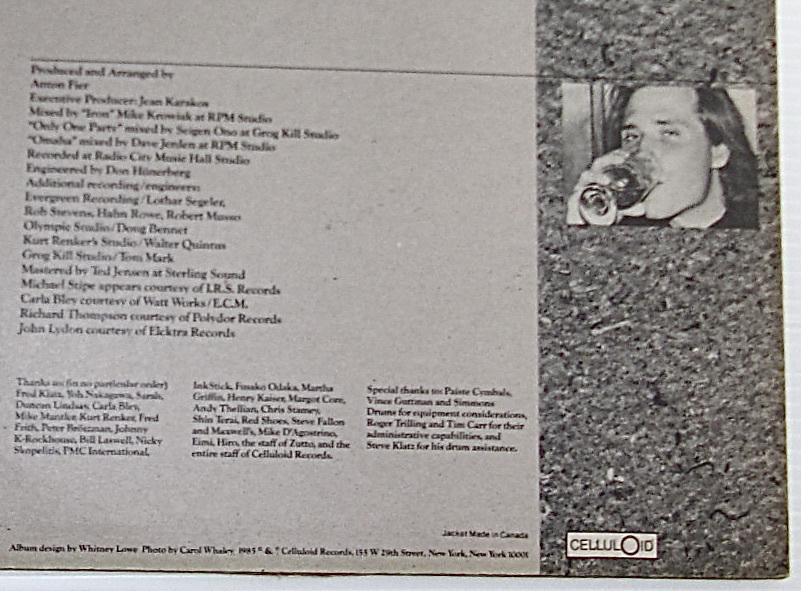 Produced and Arranged by
Anton Fier
Executive Producer: Jean Karakos
Mixed by "Iron" Mike Krowiak at RPM Studio
"Only One Party" mixed by Seigen Ono at Grog Kill Studio
"Omaha" mixed by Dave Jerden at RPM Studio
Recorded at Radio City Music Hall Studio
Engineered by Don Hünerberg
Additional recording/engineers:
Evergreen Recording/Lothar Segeler,
Rob Stevens, Hahn Rowe, Robert Musso
Olympic Studio/Doug Bennet
Kurt Renker's Studio/Walter Quintus
Grog Kill Studio/Tom Mark
Mastered by Ted Jensen at Sterling Sound
Michael Stipe appears courtesy of I.R.S. Records
Carla Bley courtesy of Watt Works/E.C.M.
Richard Thompson courtesy of Polydor Records
John Lydon courtesy of Elektra Records
Thanks to: (in no particular order)
Fred Klatz, Yoh Nakagawa, Sarah,
Duncan Lindsay, Carla Bley,
Mike Mantler, Kurt Renker, Fred
Frith, Peter Brötzman, Johnny
K-Rockhouse, Bill Laswell, Nicky
Skopelitis, PMC International,
InkStick, Fusako Odaka, Martha
Griffin, Henry Kaiser, Margot Core,
Andy Thellian, Chris Stamey,
Shin Terai, Red Shoes, Steve Fallon
and Maxwell's, Mike D'Agostino,
Eimi, Hiro, the staff of Zutto, and the
entire staff of Celluloid Records.
Special thanks to: Paiste Cymbals,
Vince Guttman and Simmons
Drums for equipment considerations,
Roger Trilling and Tim Carr for their
administrative capabilities, and
Steve Klatz for his drum assistance.
Jacket Made in Canada
Album design by Whitney Lowe Photo by Carol Whaley 1985 © & ℗ Celluloid Records, 155 W 29th Street, New York, New York 10001
CELLULOID